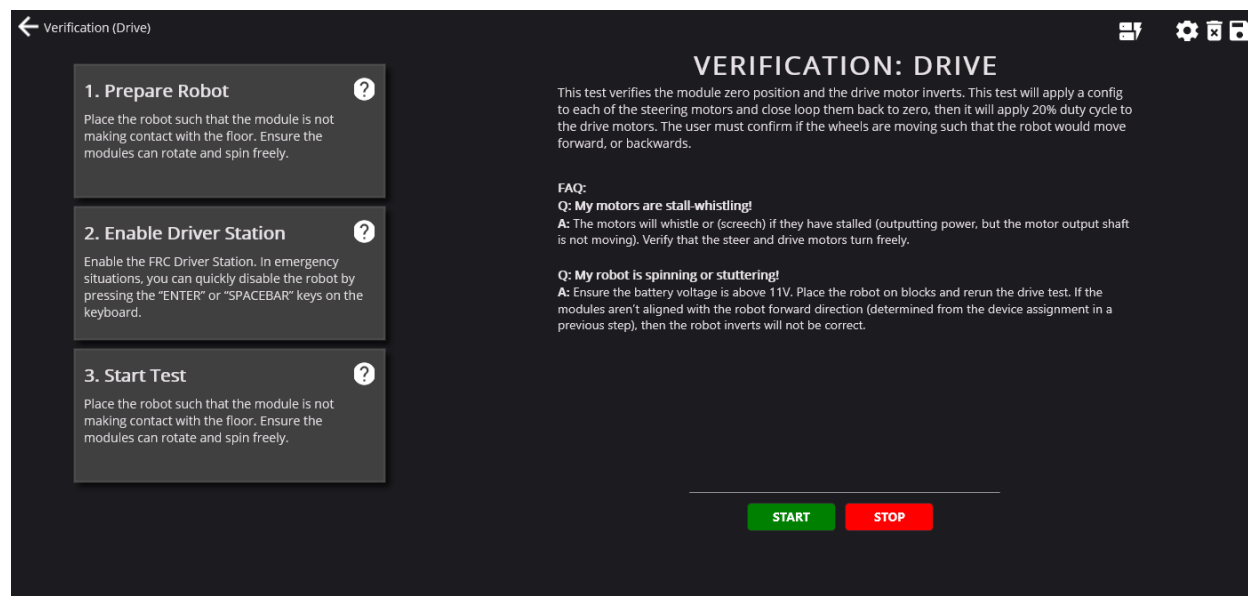 Verification (Drive)
1. Prepare Robot
Place the robot such that the module is not
making contact with the floor. Ensure the
modules can rotate and spin freely.
2. Enable Driver Station
Enable the FRC Driver Station. In emergency
situations, you can quickly disable the robot by
pressing the “ENTER” or “SPACEBAR” keys on the
keyboard.
3. Start Test
Place the robot such that the module is not
making contact with the floor. Ensure the
modules can rotate and spin freely.
VERIFICATION: DRIVE
This test verifies the module zero position and the drive motor inverts. This test will apply a config
to each of the steering motors and close loop them back to zero, then it will apply 20% duty cycle to
the drive motors. The user must confirm if the wheels are moving such that the robot would move
forward, or backwards.
FAQ:
Q: My motors are stall-whistling!
A: The motors will whistle or (screech) if they have stalled (outputting power, but the motor output shaft
is not moving). Verify that the steer and drive motors turn freely.
Q: My robot is spinning or stuttering!
A: Ensure the battery voltage is above 11V. Place the robot on blocks and rerun the drive test. If the
modules aren’t aligned with the robot forward direction (determined from the device assignment in a
previous step), then the robot inverts will not be correct.
START
STOP